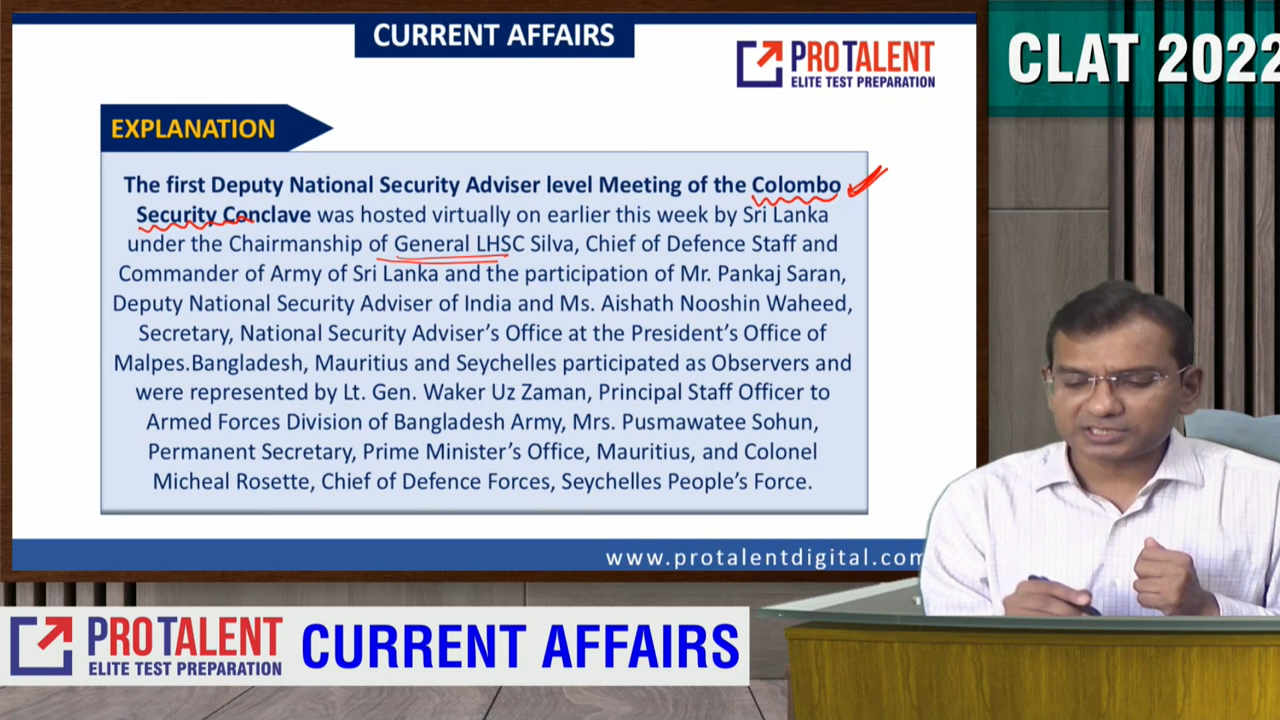 CURRENT AFFAIRS
PROTALENT
ELITE TEST PREPARATION
CLAT 2022
EXPLANATION
The first Deputy National Security Adviser level Meeting of the Colombo
Security Conclave was hosted virtually on earlier this week by Sri Lanka
under the Chairmanship of General LHSC Silva, Chief of Defence Staff and
Commander of Army of Sri Lanka and the participation of Mr. Pankaj Saran,
Deputy National Security Adviser of India and Ms. Aishath Nooshin Waheed,
Secretary, National Security Adviser's Office at the President's Office of
Malpes.Bangladesh, Mauritius and Seychelles participated as Observers and
were represented by Lt. Gen. Waker Uz Zaman, Principal Staff Officer to
Armed Forces Division of Bangladesh Army, Mrs. Pusmawatee Sohun,
Permanent Secretary, Prime Minister's Office, Mauritius, and Colonel
Micheal Rosette, Chief of Defence Forces, Seychelles People's Force.
www.protalentdigital.com
PROTALENT
ELITE TEST PREPARATION
CURRENT AFFAIRS